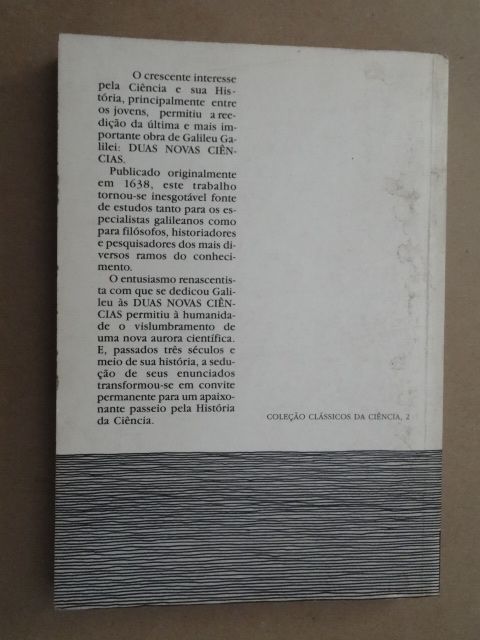 O crescente interesse
pela Ciência e sua His-
tória, principalmente entre
os jovens, permitiu a ree-
dição da última e mais im-
portante obra de Galileu Ga-
lilei: DUAS NOVAS CIÊN-
CIAS.
Publicado originalmente
em 1638, este trabalho
tornou-se inesgotável fonte
de estudos tanto para os es-
pecialistas galileanos como
para filósofos, historiadores
e pesquisadores dos mais di-
versos ramos do conheci-
mento.
O entusiasmo renascentis-
ta com que se dedicou Gali-
leu às DUAS NOVAS CIÊN-
CIAS permitiu à humanida-
de o vislumbramento de
uma nova aurora científica.
E, passados três séculos e
meio de sua história, a sedu-
ção de seus enunciados
transformou-se em convite
permanente para um apaixo-
nante passeio pela História
da Ciência.
COLEÇÃO CLÁSSICOS DA CIÊNCIA, 2